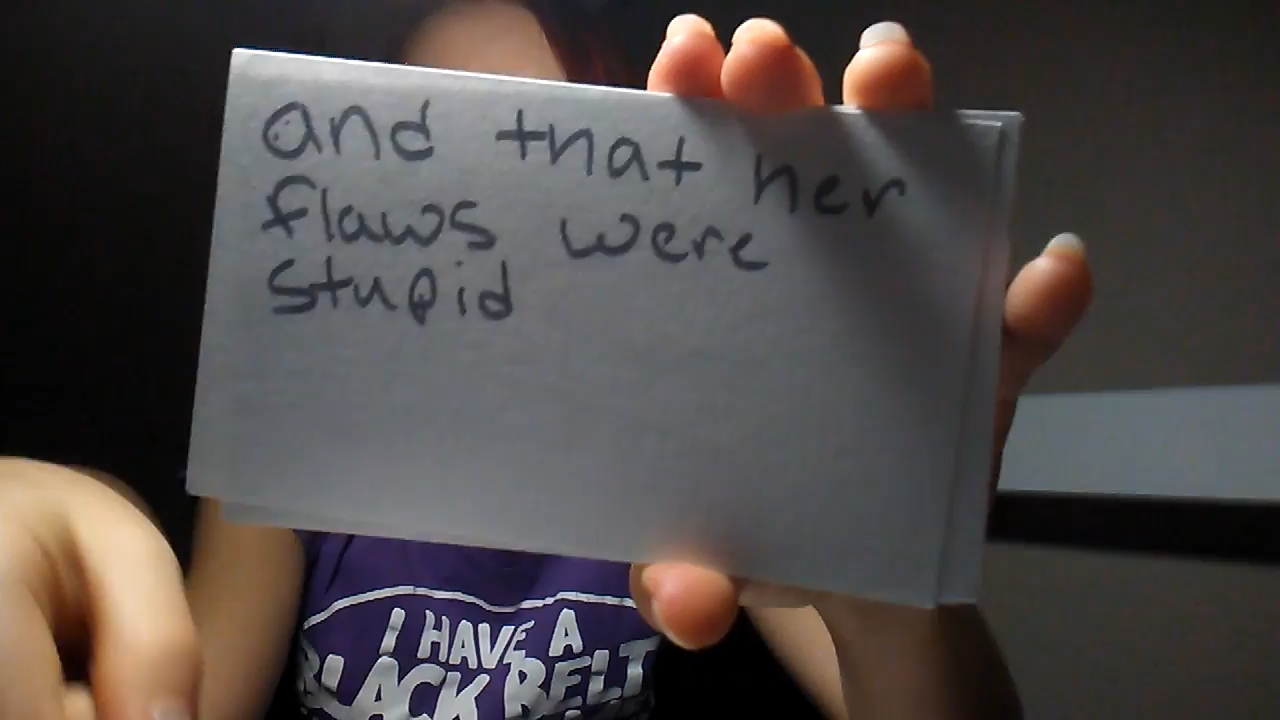 and that her
flaws were
stupid
I HAVE A
BLACK BELT